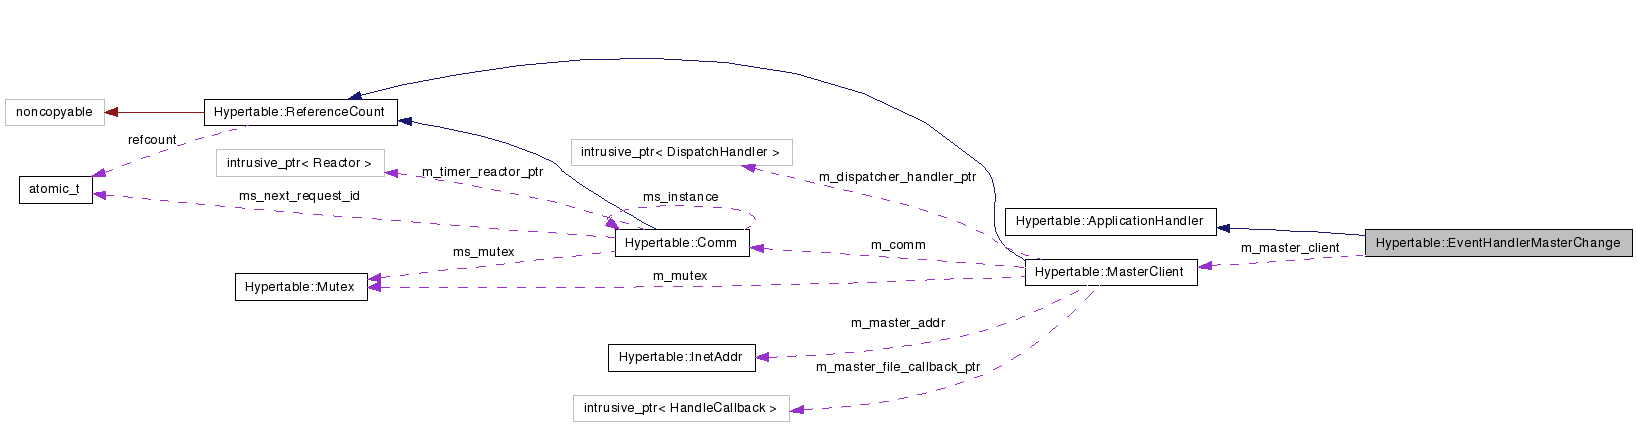 noncopyable
Hypertable::ReferenceCount
refcount
intrusive_ptr< DispatchHandler >
intrusive_ptr< Reactor >
m_timer_reactor_ptr
m_dispatcher_handler_ptr
atomic_t
ms_next_request_id
ms_instance
Hypertable::ApplicationHandler
Hypertable::Comm
m_comm
m_master_client
Hypertable::EventHandlerMasterChange
ms_mutex
m_mutex
Hypertable::MasterClient
Hypertable::Mutex
m_master_addr
Hypertable::InetAddr
m_master_file_callback_ptr
intrusive_ptr< HandleCallback >